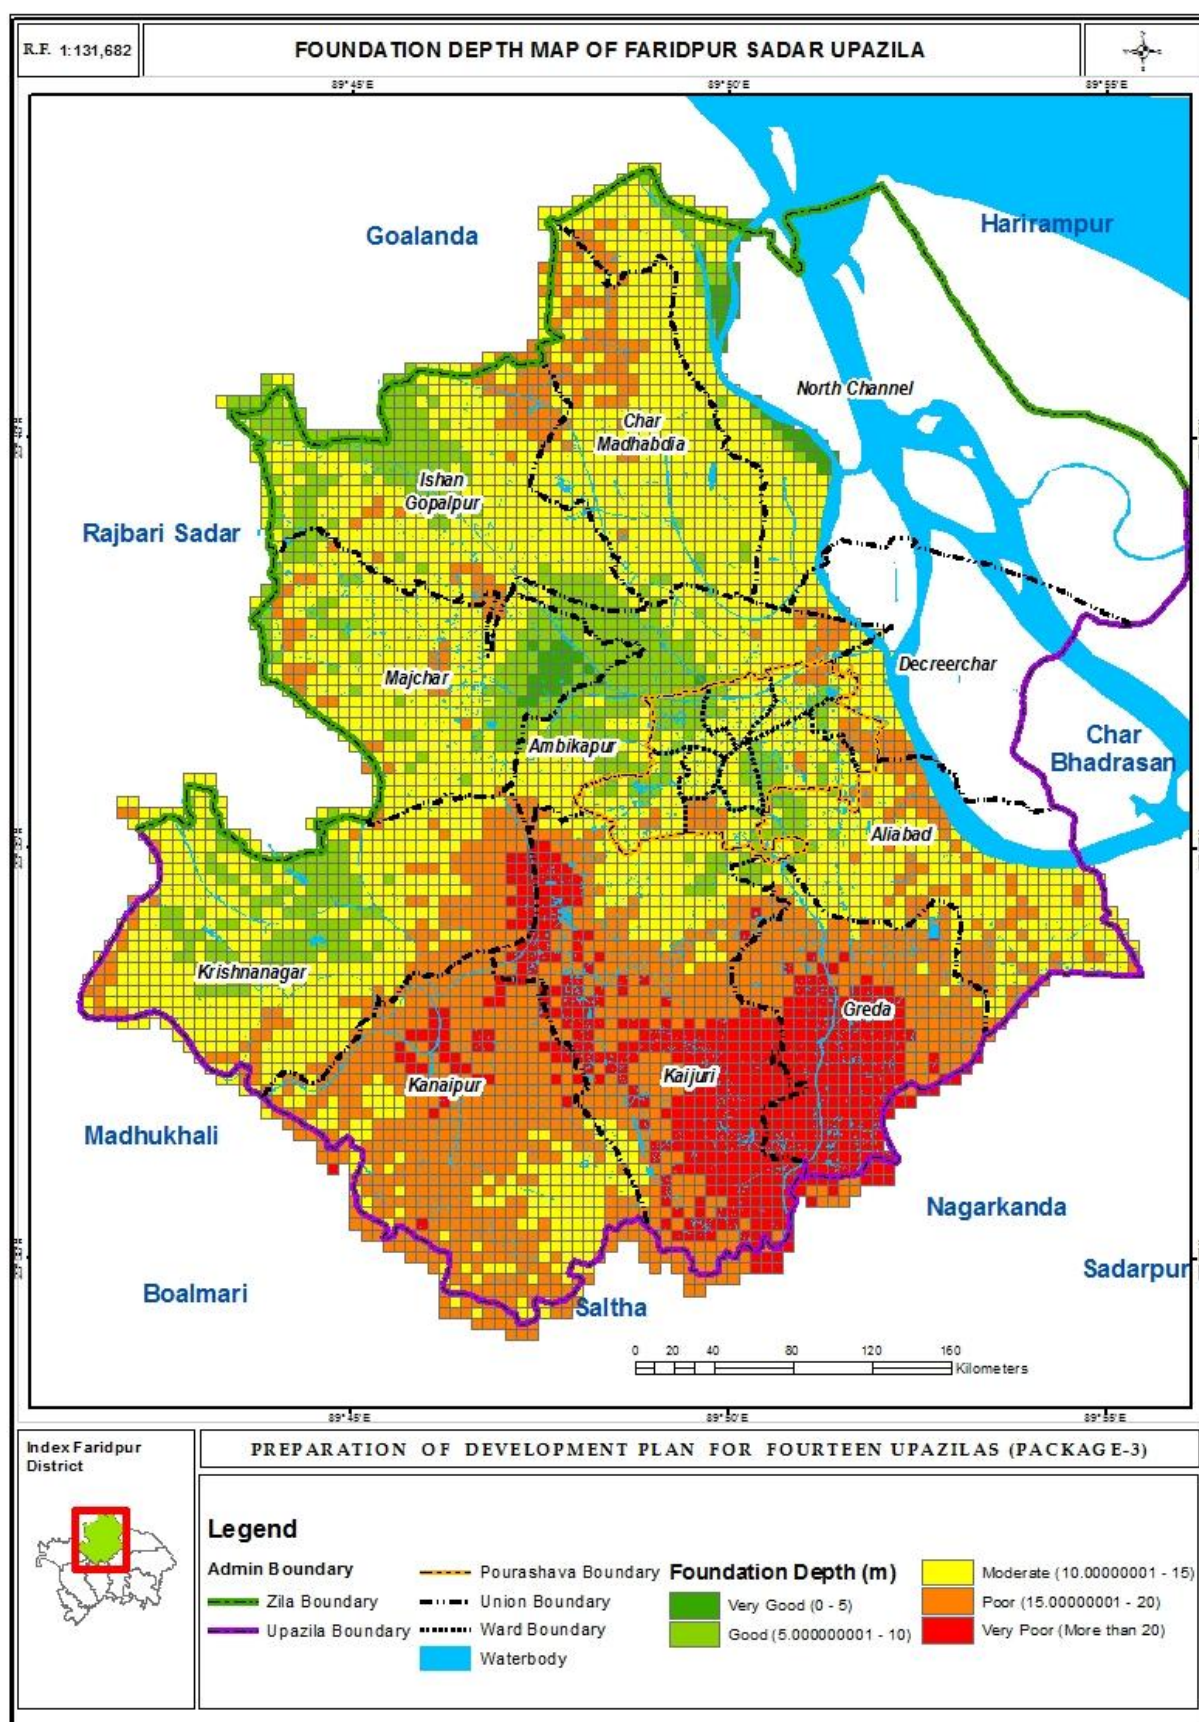 R.F. 1:131,682
FOUNDATION DEPTH MAP OF FARIDPUR SADAR UPAZILA
89°45'E
89°50'E
89°55'E
Goalanda
Harirampur
North Channel
Char
Madhabdia
Ishan
Gopalpur
Rajbari Sadar
Majchar
Decreerchar
Ambikapur
Char
Bhadrasan
Aliabad
Krishnanagar
Greda
Kanaipur
Kaijuri
Madhukhali
Nagarkanda
Sadarpur
Boalmari
Saltha
0 20 40 80 120 160
Kilometers
89°45'E
89°50'E
89°55'E
Index Faridpur
District
PREPARATION OF DEVELOPMENT PLAN FOR FOURTEEN UPAZILAS (PACKAGE-3)
Legend
Admin Boundary
Zila Boundary
Upazila Boundary
Pourashava Boundary
Union Boundary
Ward Boundary
Waterbody
Foundation Depth (m)
Very Good (0 - 5)
Good (5.000000001 - 10)
Moderate (10.00000001 - 15)
Poor (15.00000001 - 20)
Very Poor (More than 20)